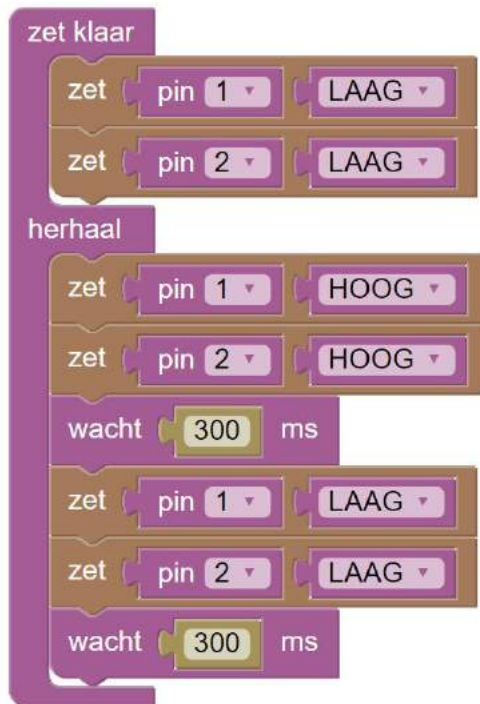 zet klaar
zet pin 1 LAAG
zet pin 2 LAAG
herhaal
zet pin 1 HOOG
zet pin 2 HOOG
wacht 300 ms
zet pin 1 LAAG
zet pin 2 LAAG
wacht 300 ms